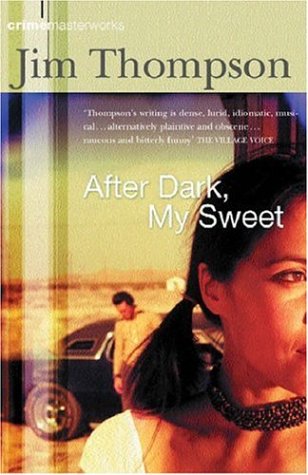 crimemasterworks
Jim Thompson
'Thompson's writing is dense, lurid, idiomatic, mus-
cal... alternatively plaintive and obscene...
raucous and bitterly funny' THE VILLAGE VOICE
After Dark,
My Sweet